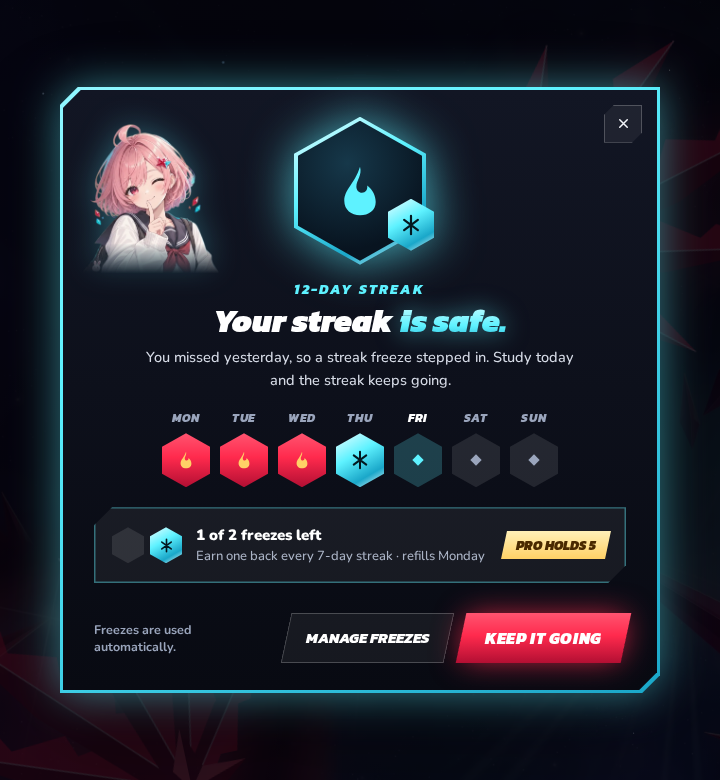 12-DAY STREAK
Your streak is safe.
You missed yesterday, so a streak freeze stepped in. Study today
and the streak keeps going.
MON TUE WED THU FRI SAT SUN
1 of 2 freezes left
Earn one back every 7-day streak · refills Monday
PRO HOLDS 5
Freezes are used
automatically.
MANAGE FREEZES
KEEP IT GOING